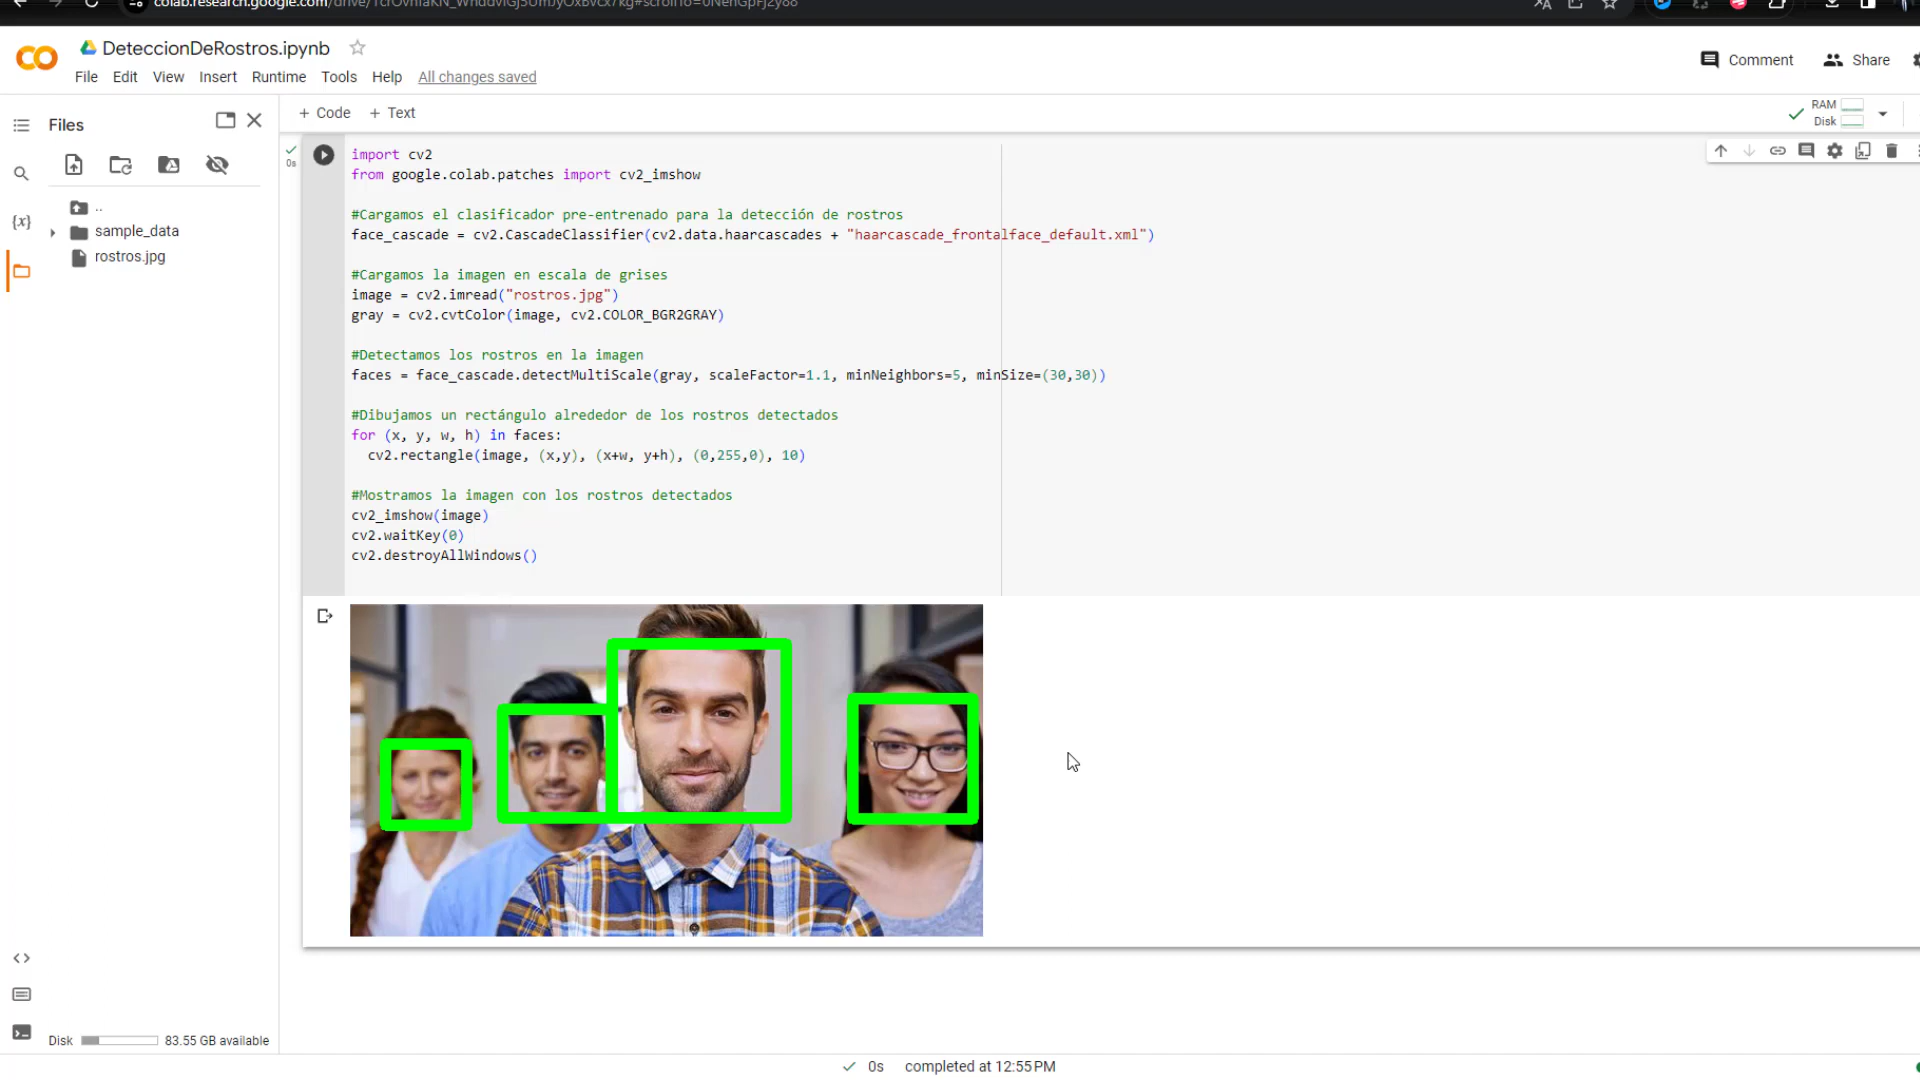 DeteccionDeRostros.ipynb
File Edit View Insert Runtime Tools Help All changes saved
Comment Share
+ Code + Text
RAM
Disk
Files
..
sample_data
rostros.jpg
{x}
0s
import cv2
from google.colab.patches import cv2_imshow
#Cargamos el clasificador pre-entrenado para la detección de rostros
face_cascade = cv2.CascadeClassifier(cv2.data.haarcascades + "haarcascade_frontalface_default.xml")
#Cargamos la imagen en escala de grises
image = cv2.imread("rostros.jpg")
gray = cv2.cvtColor(image, cv2.COLOR_BGR2GRAY)
#Detectamos los rostros en la imagen
faces = face_cascade.detectMultiScale(gray, scaleFactor=1.1, minNeighbors=5, minSize=(30,30))
#Dibujamos un rectángulo alrededor de los rostros detectados
for (x, y, w, h) in faces:
  cv2.rectangle(image, (x,y), (x+w, y+h), (0,255,0), 10)
#Mostramos la imagen con los rostros detectados
cv2_imshow(image)
cv2.waitKey(0)
cv2.destroyAllWindows()
Disk 83.55 GB available
0s completed at 12:55 PM